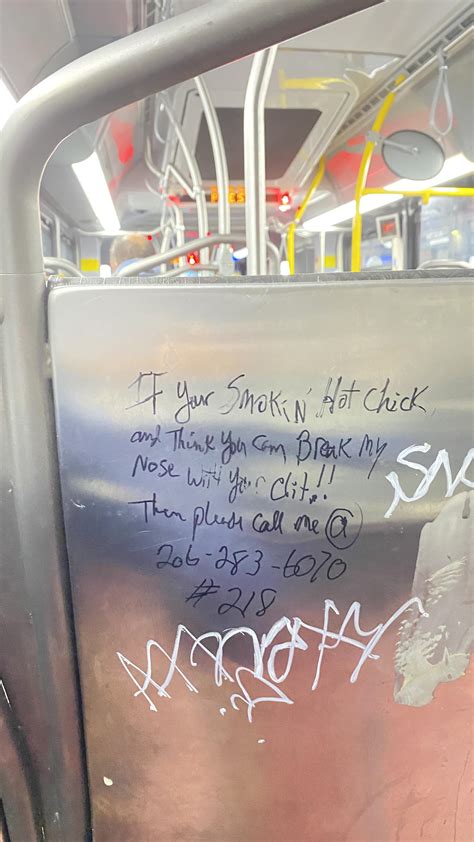 If your Smokin' Hot Chick
and Think you can Break My
Nose with your Clit..!!
Then please call me @
206-283-6070
#218